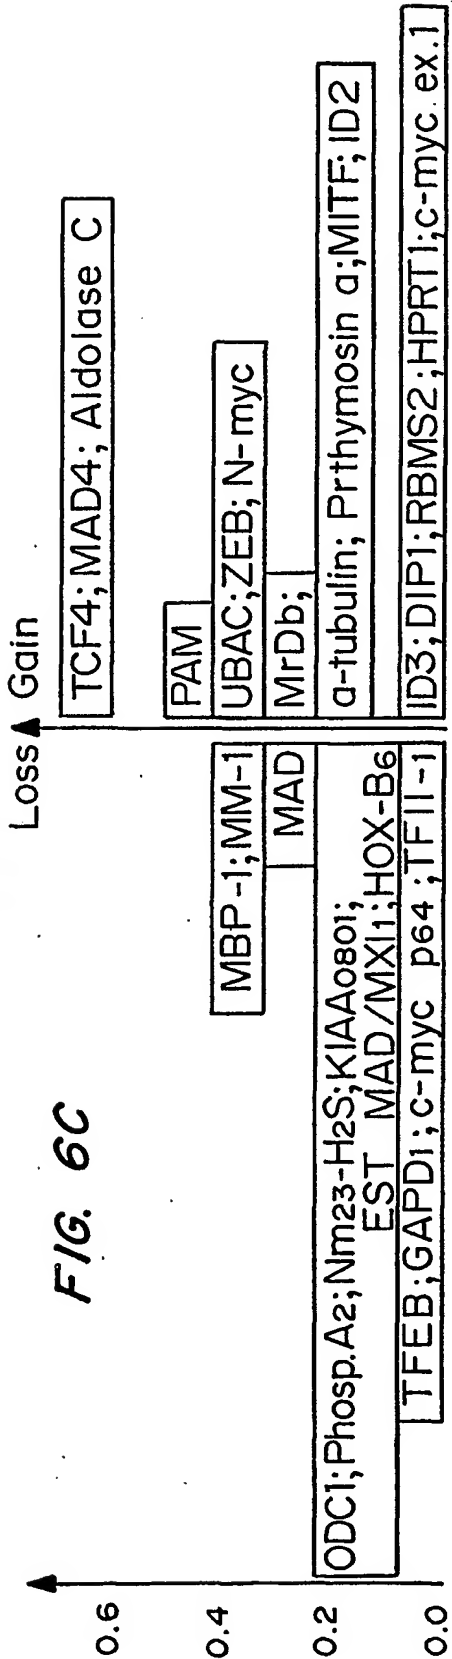 FIG. 6C
Loss Gain
0.6
0.4
0.2
0.0
TCF4; MAD4; Aldolase C
PAM
MBP-1;MM-1
UBAC;ZEB; N-myc
MAD
MrDb;
ODC1;Phosp.A2;Nm23-H2S;KIAA0801;
EST MAD/MXI1;HOX-B6
α-tubulin; Prthymosin α;MITF; ID2
TFEB;GAPD1;c-myc p64;TFII-1
ID3; DIP1;RBMS2;HPRT1;c-myc ex.1